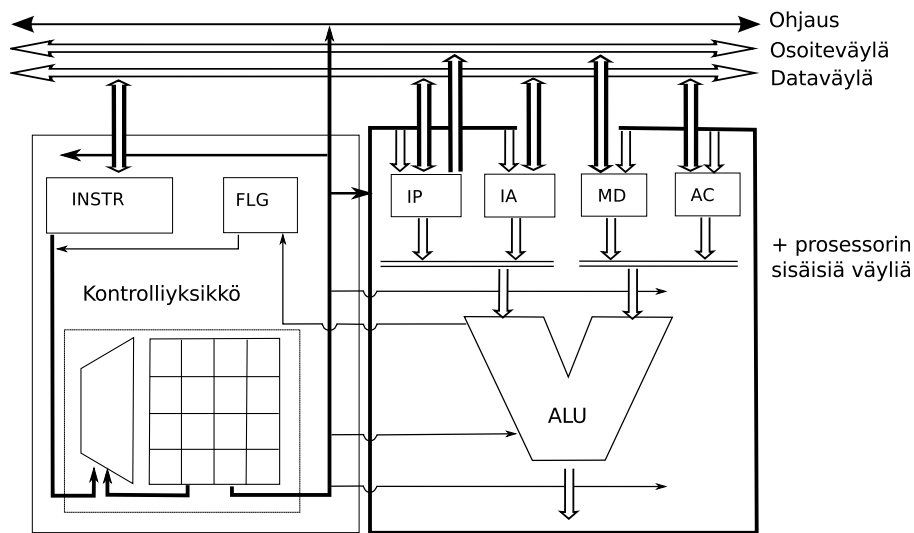 Ohjaus
Osoiteväylä
Dataväylä
INSTR
FLG
IP
IA
MD
AC
+ prosessorin
sisäisiä väyliä
Kontrolliyksikkö
ALU